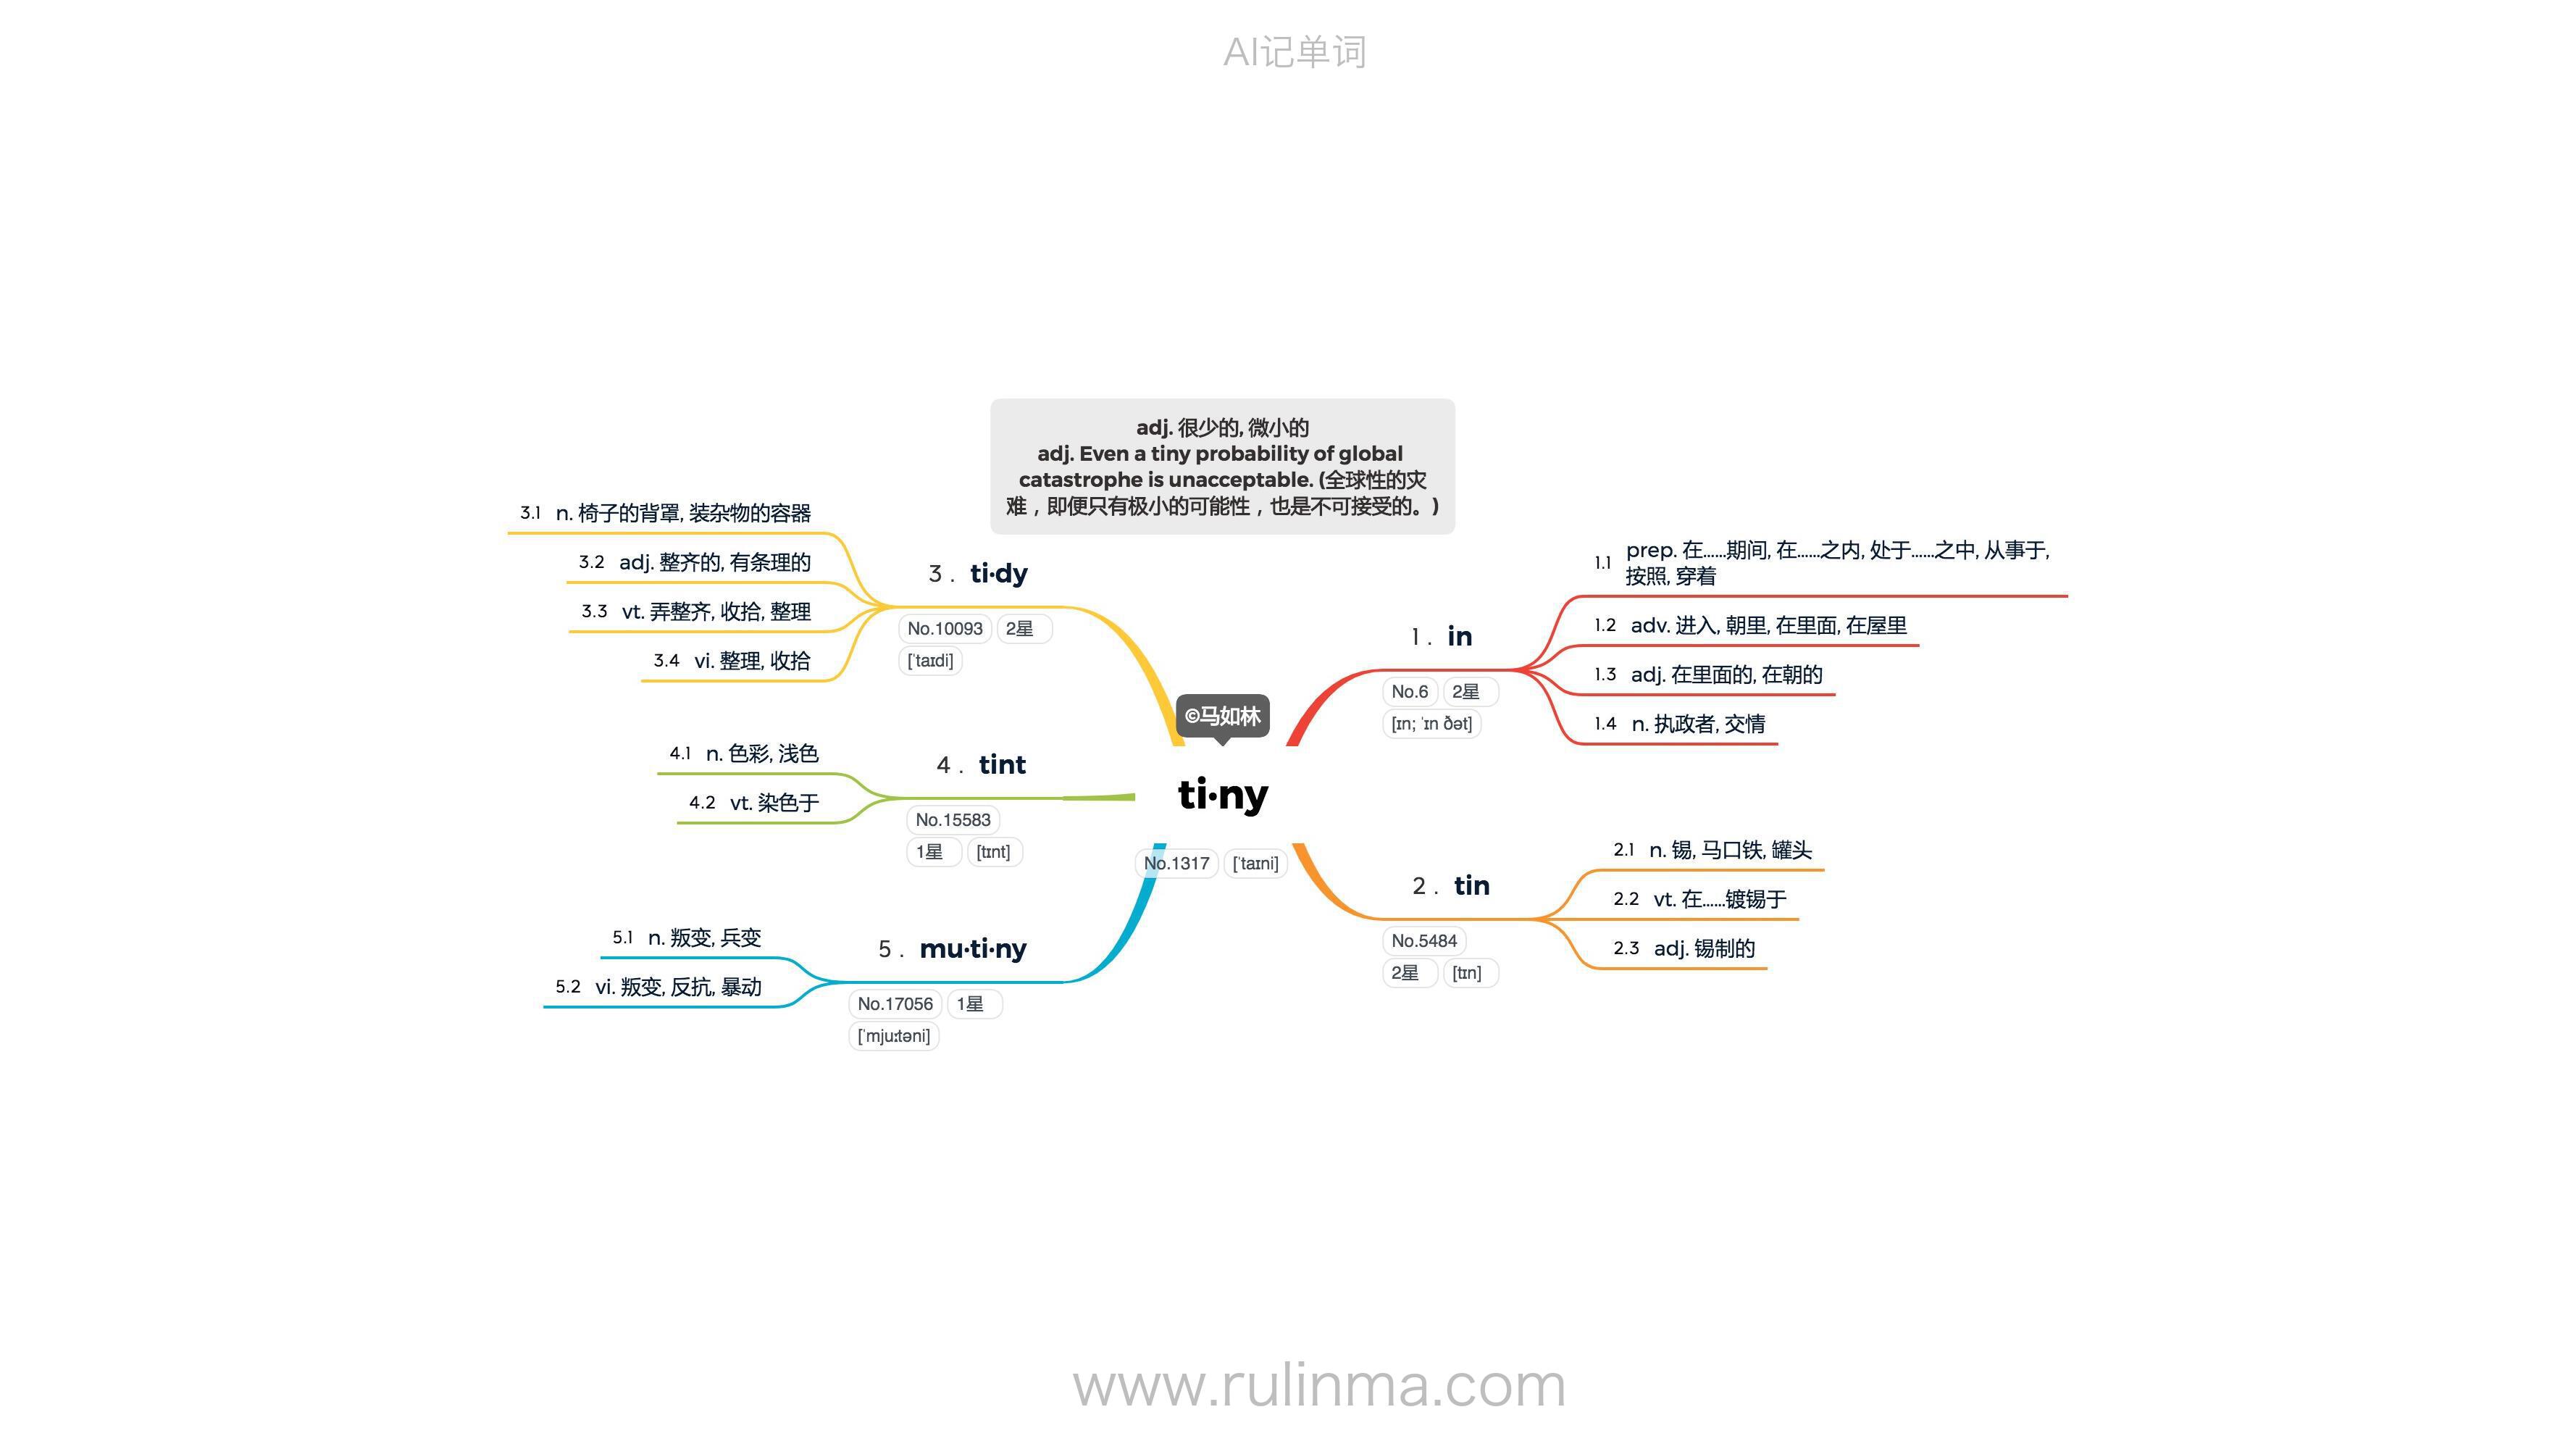 AI记单词
adj. 很少的, 微小的
adj. Even a tiny probability of global
catastrophe is unacceptable. (全球性的灾
难，即便只有极小的可能性，也是不可接受的。)
©马如林
ti·ny
No.1317 [ˈtaɪni]
1. in
No.6 2星
[ɪn; ˈɪn ðət]
1.1 prep. 在……期间, 在……之内, 处于……之中, 从事于,
按照, 穿着
1.2 adv. 进入, 朝里, 在里面, 在屋里
1.3 adj. 在里面的, 在朝的
1.4 n. 执政者, 交情
2. tin
No.5484
2星 [tɪn]
2.1 n. 锡, 马口铁, 罐头
2.2 vt. 在……镀锡于
2.3 adj. 锡制的
3. ti·dy
No.10093 2星
[ˈtaɪdi]
3.1 n. 椅子的背罩, 装杂物的容器
3.2 adj. 整齐的, 有条理的
3.3 vt. 弄整齐, 收拾, 整理
3.4 vi. 整理, 收拾
4. tint
No.15583
1星 [tɪnt]
4.1 n. 色彩, 浅色
4.2 vt. 染色于
5. mu·ti·ny
No.17056 1星
[ˈmjuːtəni]
5.1 n. 叛变, 兵变
5.2 vi. 叛变, 反抗, 暴动
www.rulinma.com